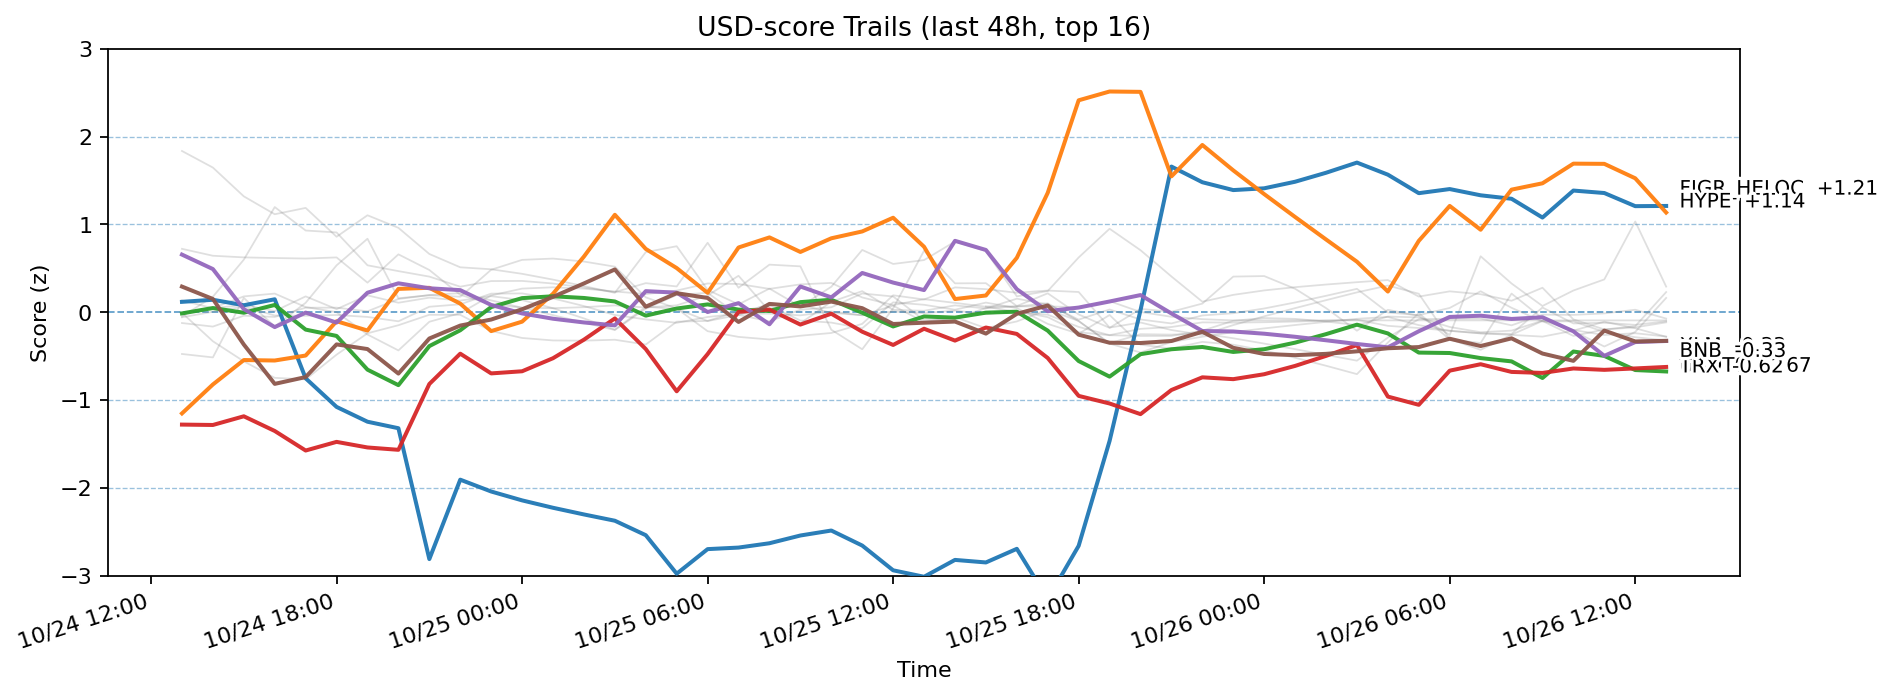 USD-score Trails (last 48h, top 16)
3
2
1
0
−1
−2
−3
Score (z)
FIGR_HELOC +1.21
HYPE +1.14
BNB -0.33
TRX -0.62
10/24 12:00
10/24 18:00
10/25 00:00
10/25 06:00
10/25 12:00
10/25 18:00
10/26 00:00
10/26 06:00
10/26 12:00
Time